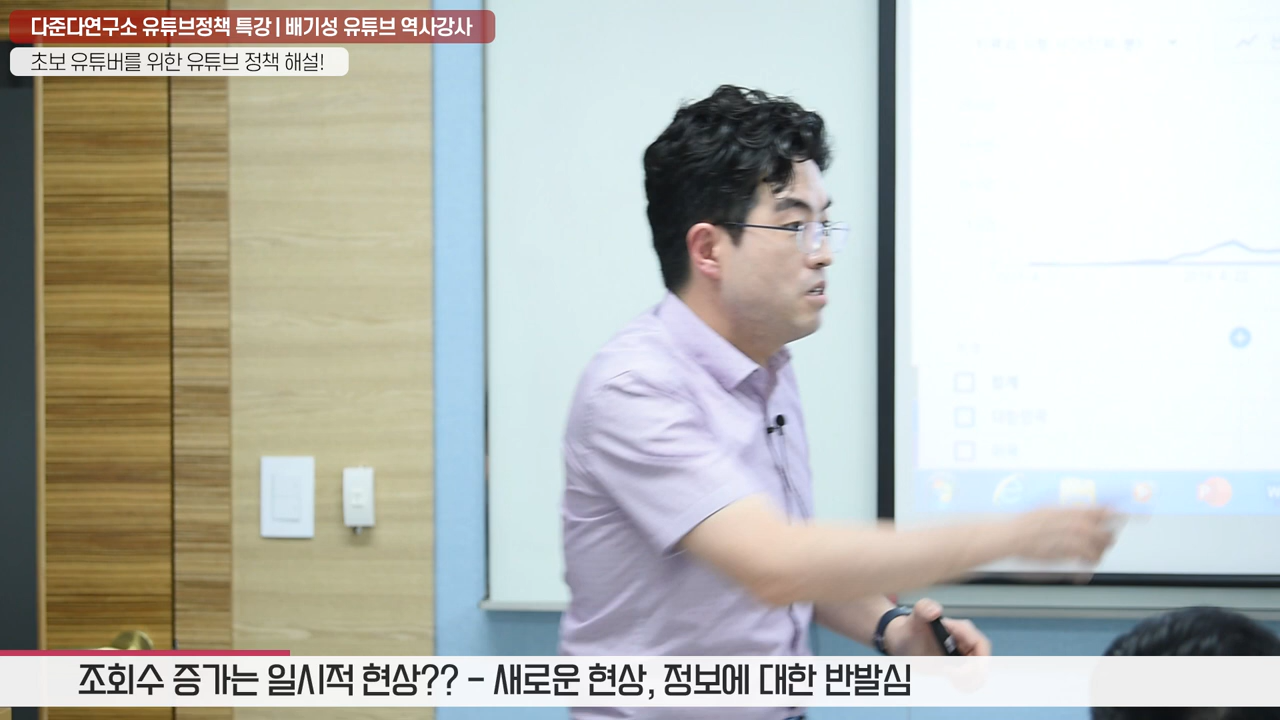 다준다연구소 유튜브정책 특강 | 배기성 유튜브 역사강사
초보 유튜버를 위한 유튜브 정책 해설!
조회수 증가는 일시적 현상?? - 새로운 현상, 정보에 대한 반발심